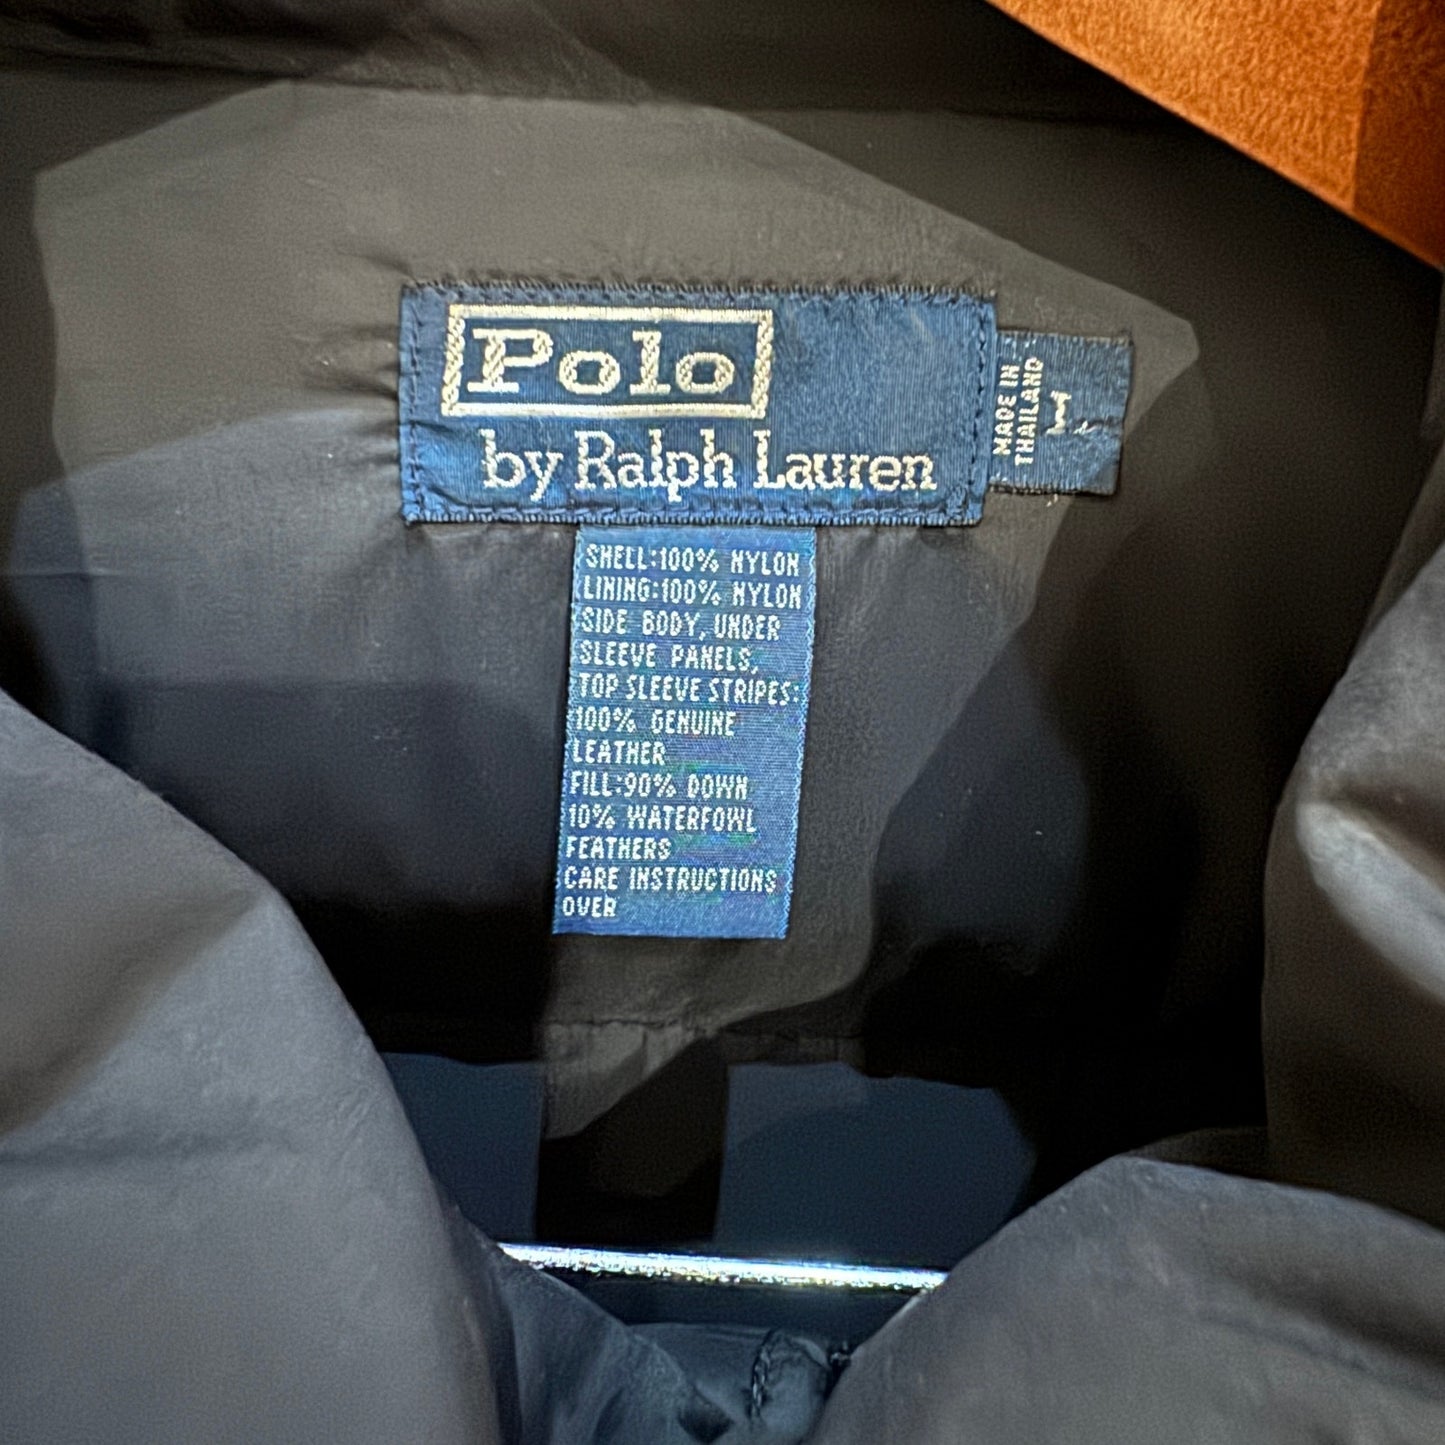 Polo
by Ralph Lauren
MADE IN
THAILAND
SHELL:100% NYLON
LINING:100% NYLON
SIDE BODY, UNDER
SLEEVE PANELS,
TOP SLEEVE STRIPES:
100% GENUINE
LEATHER
FILL:90% DOWN
10% WATERFOWL
FEATHERS
CARE INSTRUCTIONS
OVER